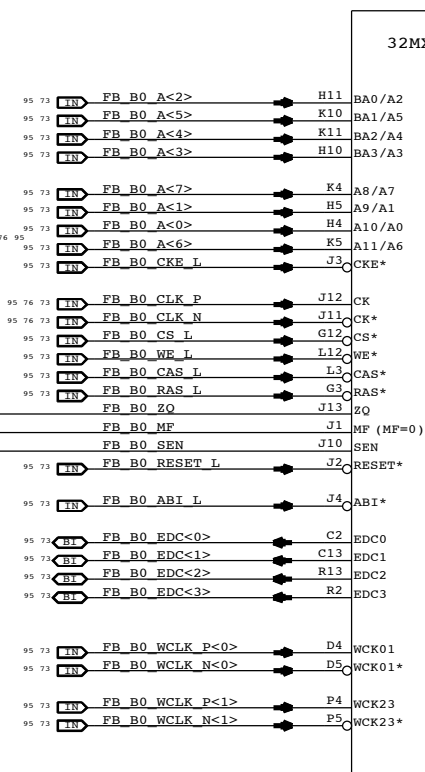 32MX
95 73 IN FB_B0_A<2> H11 BA0/A2
95 73 IN FB_B0_A<5> K10 BA1/A5
95 73 IN FB_B0_A<4> K11 BA2/A4
95 73 IN FB_B0_A<3> H10 BA3/A3
95 73 IN FB_B0_A<7> K4 A8/A7
95 73 IN FB_B0_A<1> H5 A9/A1
95 73 IN FB_B0_A<0> H4 A10/A0
76 95
95 73 IN FB_B0_A<6> K5 A11/A6
95 73 IN FB_B0_CKE_L J3 CKE*
95 76 73 IN FB_B0_CLK_P J12 CK
95 76 73 IN FB_B0_CLK_N J11 CK*
95 73 IN FB_B0_CS_L G12 CS*
95 73 IN FB_B0_WE_L L12 WE*
95 73 IN FB_B0_CAS_L L3 CAS*
95 73 IN FB_B0_RAS_L G3 RAS*
FB_B0_ZQ J13 ZQ
FB_B0_MF J1 MF (MF=0)
FB_B0_SEN J10 SEN
95 73 IN FB_B0_RESET_L J2 RESET*
95 73 IN FB_B0_ABI_L J4 ABI*
95 73 BI FB_B0_EDC<0> C2 EDC0
95 73 BI FB_B0_EDC<1> C13 EDC1
95 73 BI FB_B0_EDC<2> R13 EDC2
95 73 BI FB_B0_EDC<3> R2 EDC3
95 73 IN FB_B0_WCLK_P<0> D4 WCK01
95 73 IN FB_B0_WCLK_N<0> D5 WCK01*
95 73 IN FB_B0_WCLK_P<1> P4 WCK23
95 73 IN FB_B0_WCLK_N<1> P5 WCK23*